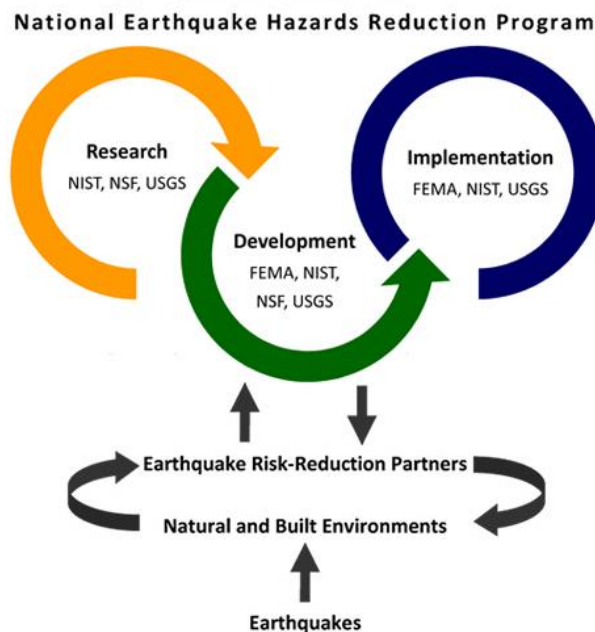 National Earthquake Hazards Reduction Program
Research
NIST, NSF, USGS
Implementation
FEMA, NIST, USGS
Development
FEMA, NIST,
NSF, USGS
Earthquake Risk-Reduction Partners
Natural and Built Environments
Earthquakes